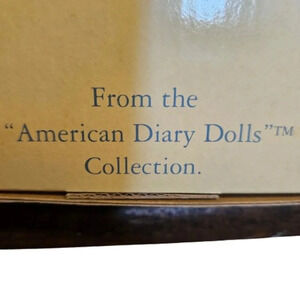 From the
“American Diary Dolls”™
Collection.